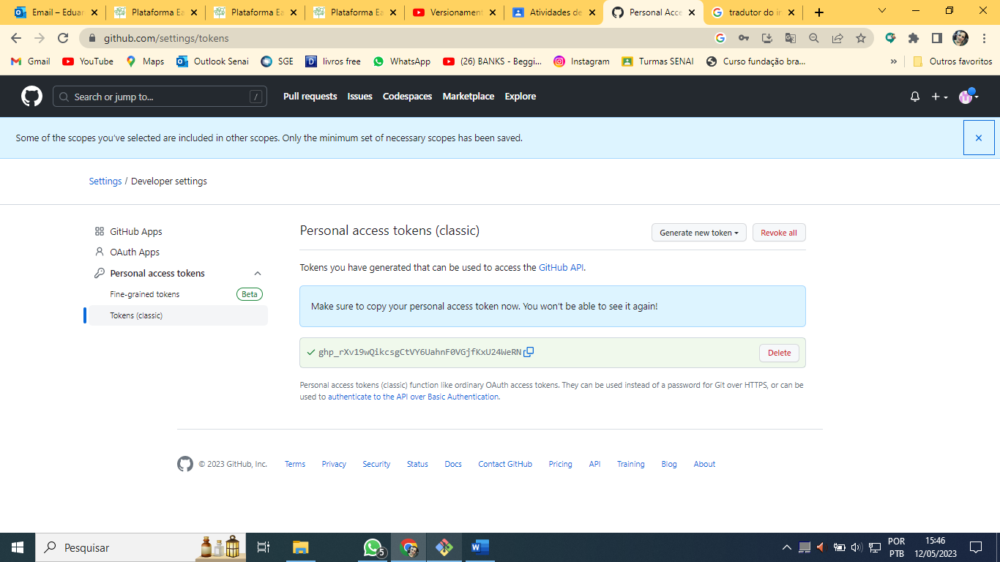 Email – Eduar
Plataforma Ea
Plataforma Ea
Plataforma Ea
Versionament
Atividades de
Personal Acce
tradutor do in
github.com/settings/tokens
Gmail
YouTube
Maps
Outlook Senai
SGE
livros free
WhatsApp
(26) BANKS - Beggi...
Instagram
Turmas SENAI
Curso fundação bra...
»
Outros favoritos
Search or jump to...
/
Pull requests
Issues
Codespaces
Marketplace
Explore
Some of the scopes you've selected are included in other scopes. Only the minimum set of necessary scopes has been saved.
Settings / Developer settings
GitHub Apps
OAuth Apps
Personal access tokens
Fine-grained tokens
Beta
Tokens (classic)
Personal access tokens (classic)
Generate new token
Revoke all
Tokens you have generated that can be used to access the GitHub API.
Make sure to copy your personal access token now. You won't be able to see it again!
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
Delete
Personal access tokens (classic) function like ordinary OAuth access tokens. They can be used instead of a password for Git over HTTPS, or can be
used to authenticate to the API over Basic Authentication.
© 2023 GitHub, Inc.
Terms
Privacy
Security
Status
Docs
Contact GitHub
Pricing
API
Training
Blog
About
Pesquisar
5
POR
PTB
15:46
12/05/2023